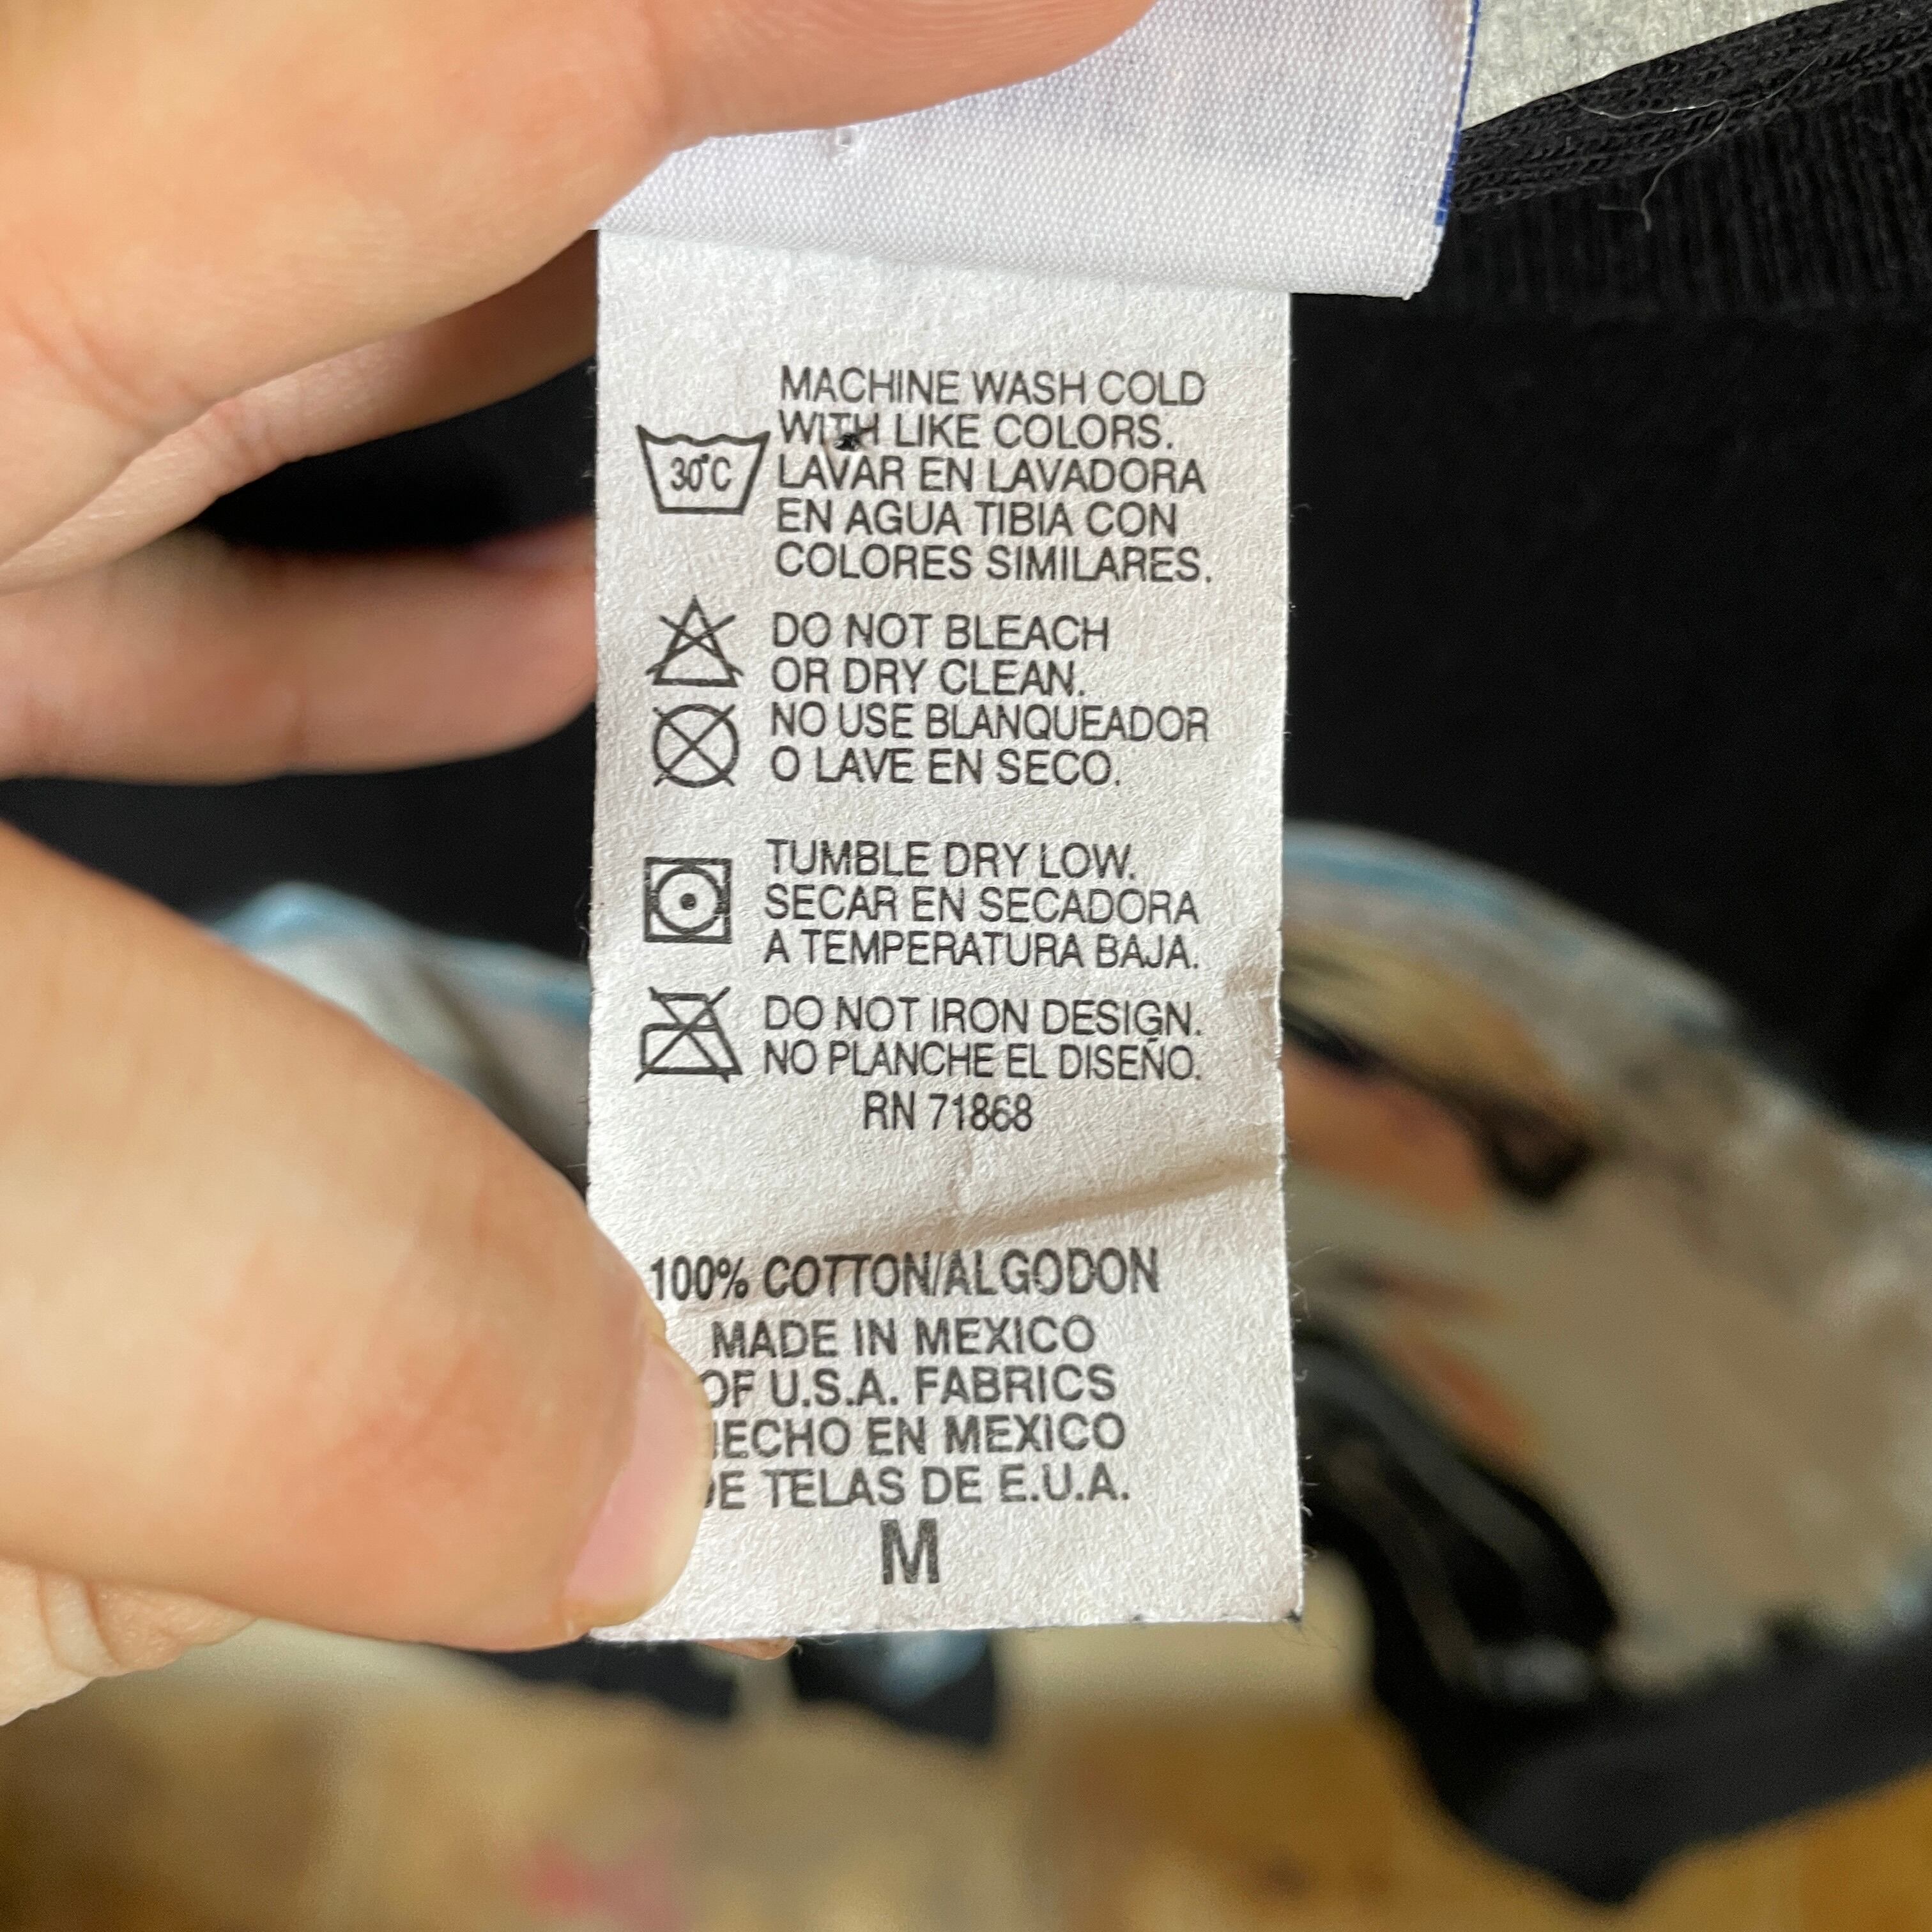 MACHINE WASH COLD
WITH LIKE COLORS.
30°C
LAVAR EN LAVADORA
EN AGUA TIBIA CON
COLORES SIMILARES.
DO NOT BLEACH
OR DRY CLEAN.
NO USE BLANQUEADOR
O LAVE EN SECO.
TUMBLE DRY LOW.
SECAR EN SECADORA
A TEMPERATURA BAJA.
DO NOT IRON DESIGN.
NO PLANCHE EL DISEÑO.
RN 71868
100% COTTON/ALGODON
MADE IN MEXICO
OF U.S.A. FABRICS
HECHO EN MEXICO
DE TELAS DE E.U.A.
M